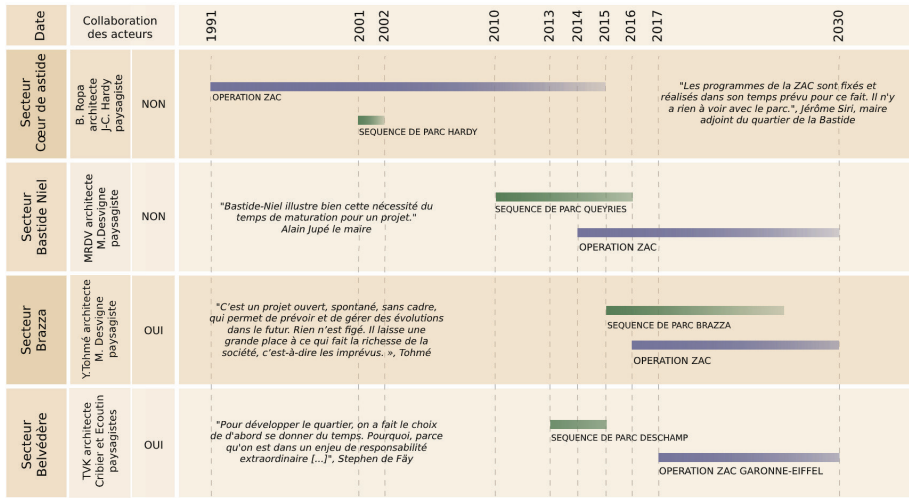 Date
Collaboration
des acteurs
1991
2001
2002
2010
2013
2014
2015
2016
2017
2030
Secteur
Cœur de astide
B. Ropa
architecte
J-C. Hardy
paysagiste
NON
OPERATION ZAC
SEQUENCE DE PARC HARDY
"Les programmes de la ZAC sont fixés et
réalisés dans son temps prévu pour ce fait. Il n'y
a rien à voir avec le parc.", Jérôme Siri, maire
adjoint du quartier de la Bastide
Secteur
Bastide Niel
MRDV architecte
M.Desvigne
paysagiste
NON
"Bastide-Niel illustre bien cette nécessité du
temps de maturation pour un projet."
Alain Jupé le maire
SEQUENCE DE PARC QUEYRIES
OPERATION ZAC
Secteur
Brazza
Y.Tohmé architecte
M. Desvigne
paysagiste
OUI
"C’est un projet ouvert, spontané, sans cadre,
qui permet de prévoir et de gérer des évolutions
dans le futur. Rien n’est figé. Il laisse une
grande place à ce qui fait la richesse de la
société, c’est-à-dire les imprévus. », Tohmé
SEQUENCE DE PARC BRAZZA
OPERATION ZAC
Secteur
Belvédère
TVK architecte
Cribier et Ecoutin
paysagistes
OUI
"Pour développer le quartier, on a fait le choix
de d'abord se donner du temps. Pourquoi, parce
qu'on est dans un enjeu de responsabilité
extraordinaire [...]", Stephen de Fäy
SEQUENCE DE PARC DESCHAMP
OPERATION ZAC GARONNE-EIFFEL